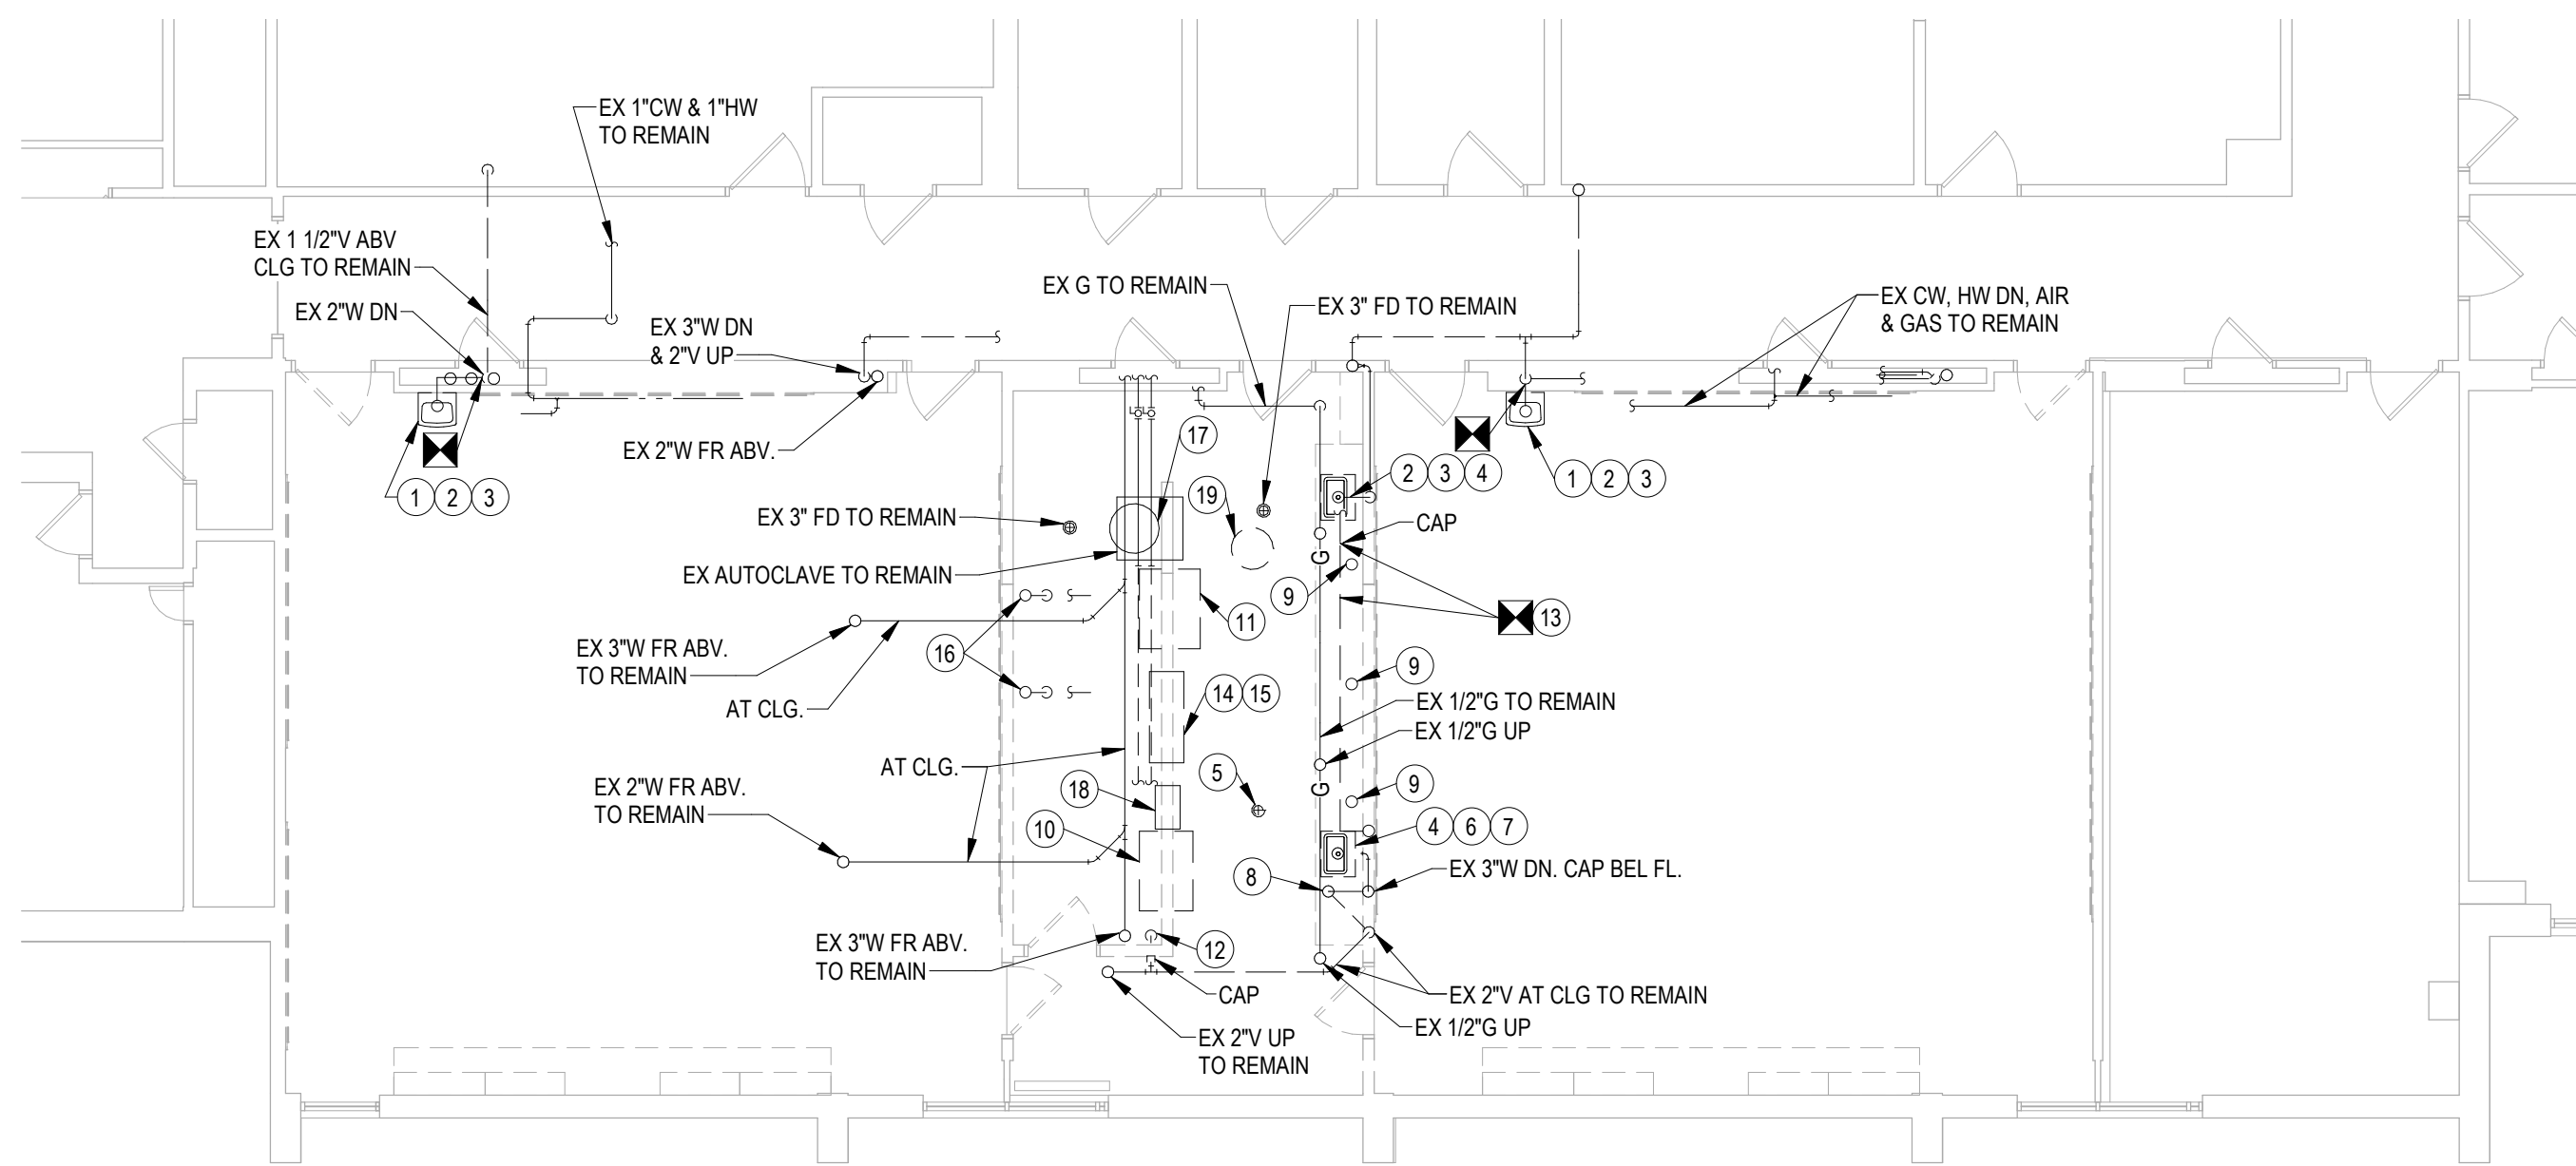 EX 1"CW & 1"HW
TO REMAIN
EX 1 1/2"V ABV
CLG TO REMAIN
EX 2"W DN
EX 3"W DN
& 2"V UP
EX G TO REMAIN
EX 3" FD TO REMAIN
EX CW, HW DN, AIR
& GAS TO REMAIN
EX 2"W FR ABV.
17
1 2 3
2 3 4
1 2 3
19
EX 3" FD TO REMAIN
CAP
EX AUTOCLAVE TO REMAIN
G
9
11
13
16
EX 3"W FR ABV.
TO REMAIN
9
14 15
AT CLG.
EX 1/2"G TO REMAIN
EX 1/2"G UP
AT CLG.
5
G
9
EX 2"W FR ABV.
TO REMAIN
18
10
4 6 7
8
EX 3"W DN. CAP BEL FL.
EX 3"W FR ABV.
TO REMAIN
12
CAP
EX 2"V AT CLG TO REMAIN
EX 1/2"G UP
EX 2"V UP
TO REMAIN